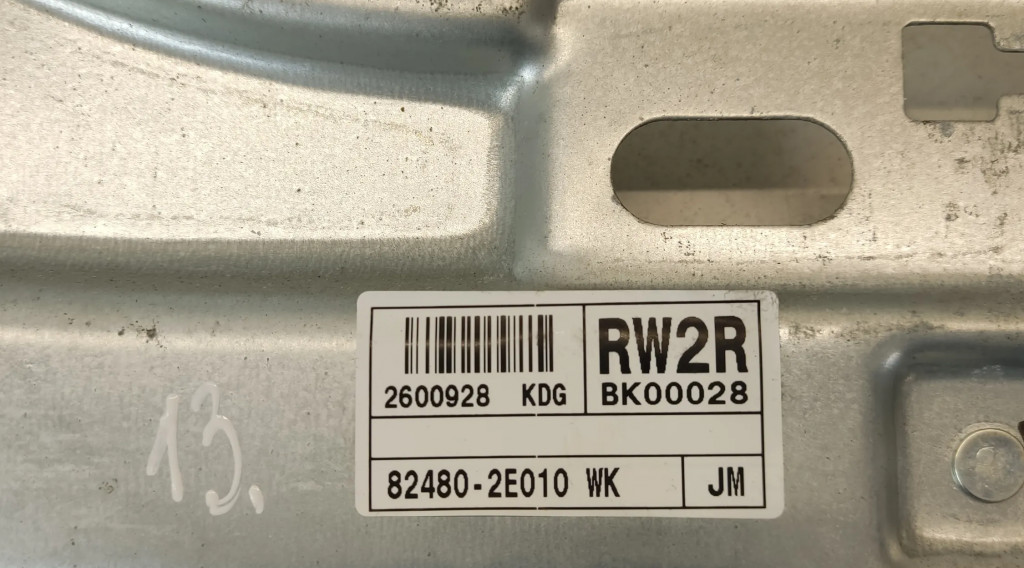 RW2R
2600928 KDG
BK00028
82480-2E010 WK
JM
13.